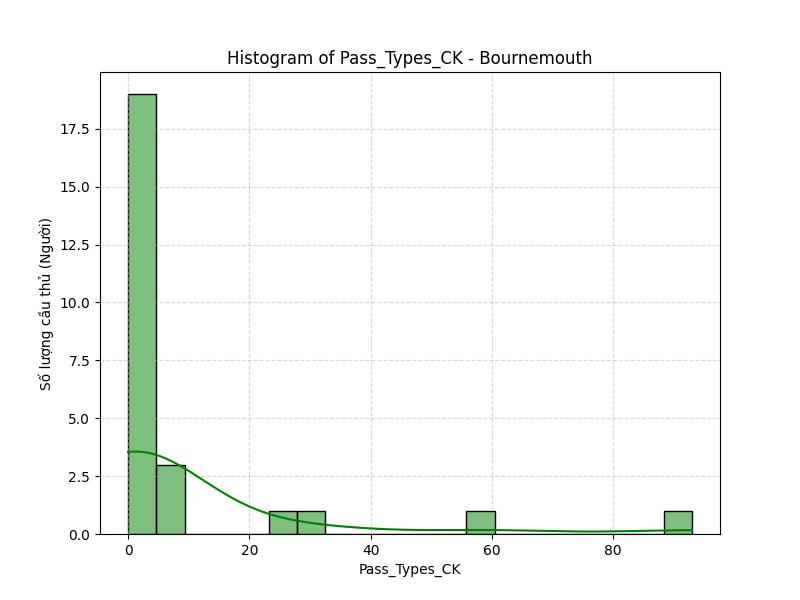 Histogram of Pass_Types_CK - Bournemouth
Số lượng cầu thủ (Người)
17.5
15.0
12.5
10.0
7.5
5.0
2.5
0.0
0 20 40 60 80
Pass_Types_CK